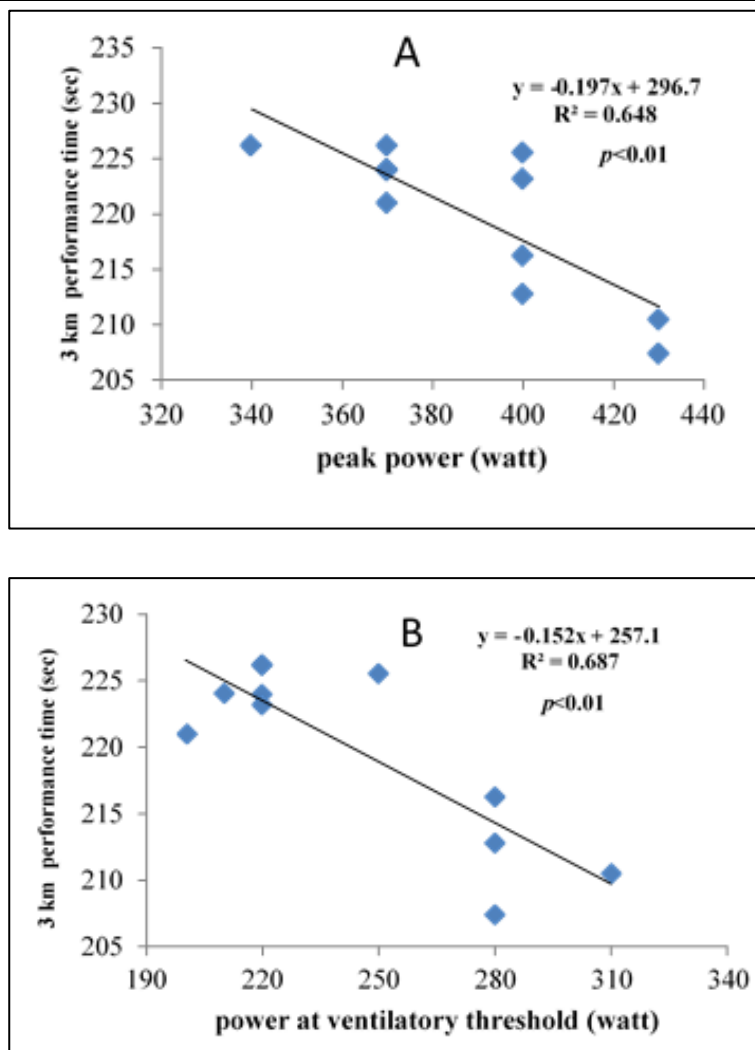 A
y = -0.197x + 296.7
R² = 0.648
p<0.01
3 km performance time (sec)
235
230
225
220
215
210
205
320 340 360 380 400 420 440
peak power (watt)
B
y = -0.152x + 257.1
R² = 0.687
p<0.01
3 km performance time (sec)
230
225
220
215
210
205
190 220 250 280 310 340
power at ventilatory threshold (watt)